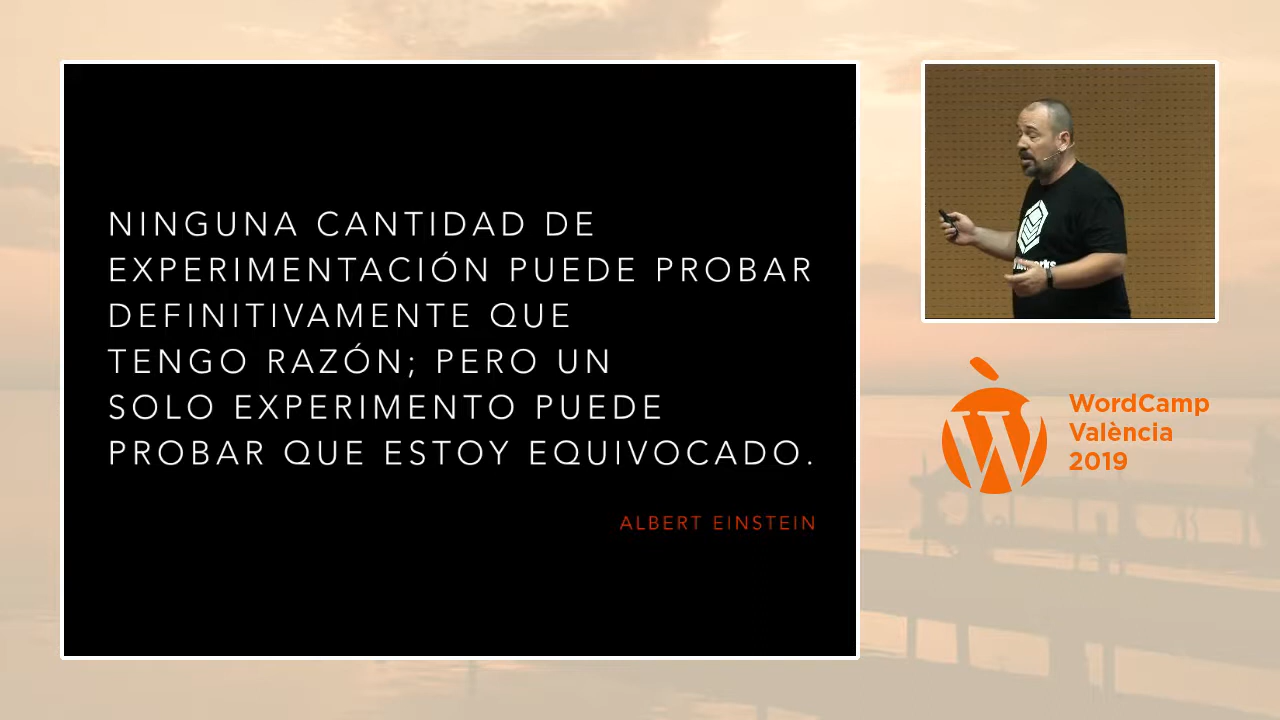 NINGUNA CANTIDAD DE
EXPERIMENTACIÓN PUEDE PROBAR
DEFINITIVAMENTE QUE
TENGO RAZÓN; PERO UN
SOLO EXPERIMENTO PUEDE
PROBAR QUE ESTOY EQUIVOCADO.
ALBERT EINSTEIN
WordCamp
València
2019